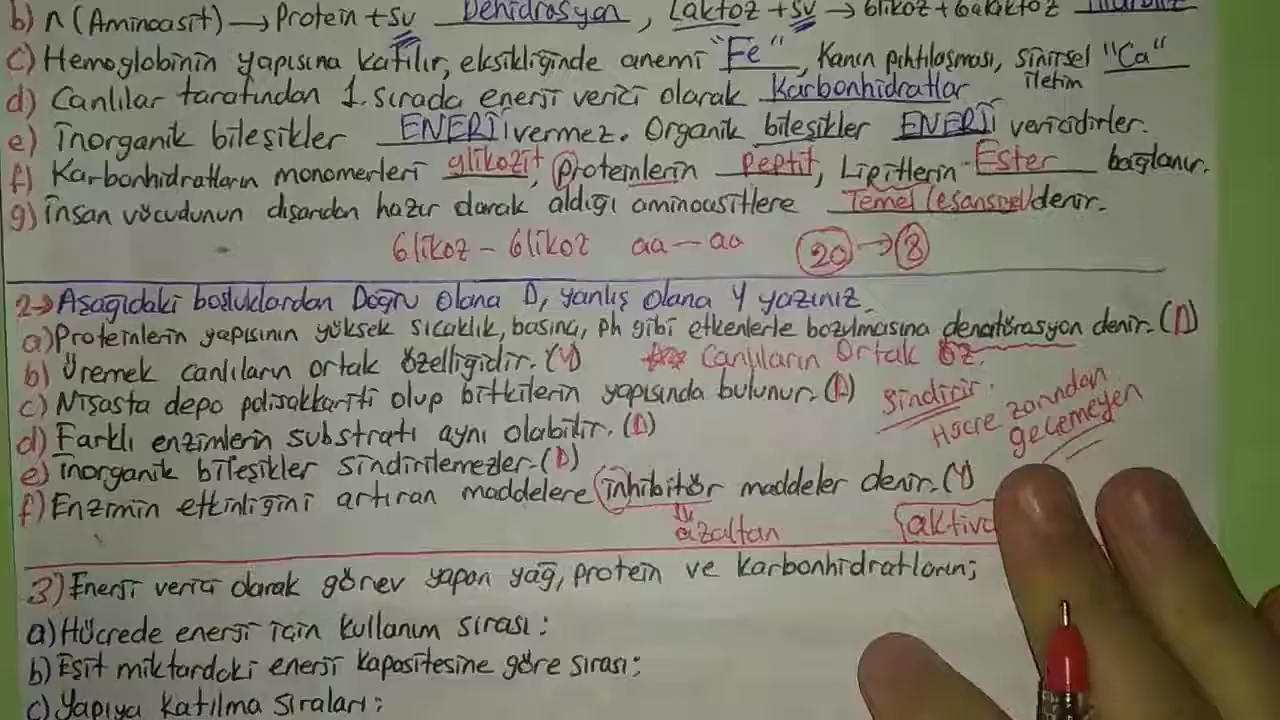 b) n (Aminoasit) → Protein + su Dehidrasyon, Laktoz + su → Glikoz + Galaktoz Hidroliz
c) Hemoglobinin yapısına katılır, eksikliğinde anemi "Fe", Kanın pıhtılaşması, sinirsel iletim "Ca"
d) Canlılar tarafından 1. sırada enerji verici olarak Karbonhidratlar
e) İnorganik bileşikler ENERJİ vermez. Organik bileşikler ENERJİ vericidirler.
f) Karbonhidratların monomerleri glikozit, Proteinlerin peptit, Lipitlerin Ester bağlanır.
g) İnsan vücudunun dışarıdan hazır olarak aldığı aminoasitlere Temel (esansiyel) denir.
Glikoz - Glikoz aa - aa 20 → 8
2→ Aşağıdaki boşluklardan Doğru olana D, yanlış olana Y yazınız.
a) Proteinlerin yapısının yüksek sıcaklık, basınç, ph gibi etkenlerle bozulmasına denatürasyon denir. (D)
b) Üremek canlıların ortak özelliğidir. (Y) Canlıların Ortak öz.
c) Nişasta depo polisakkariti olup bitkilerin yapısında bulunur. (D) Sindirir. Hücre zarından geçemeyen
d) Farklı enzimlerin substratı aynı olabilir. (D)
e) İnorganik bileşikler sindirilemezler. (D)
f) Enzimin etkinliğini artıran maddelere inhibitör maddeler denir. (Y)
azaltan
3) Enerji verici olarak görev yapan yağ, protein ve karbonhidratların;
a) Hücrede enerji için kullanım sırası:
b) Eşit miktardaki enerji kapasitesine göre sırası;
c) Yapıya katılma sıraları;